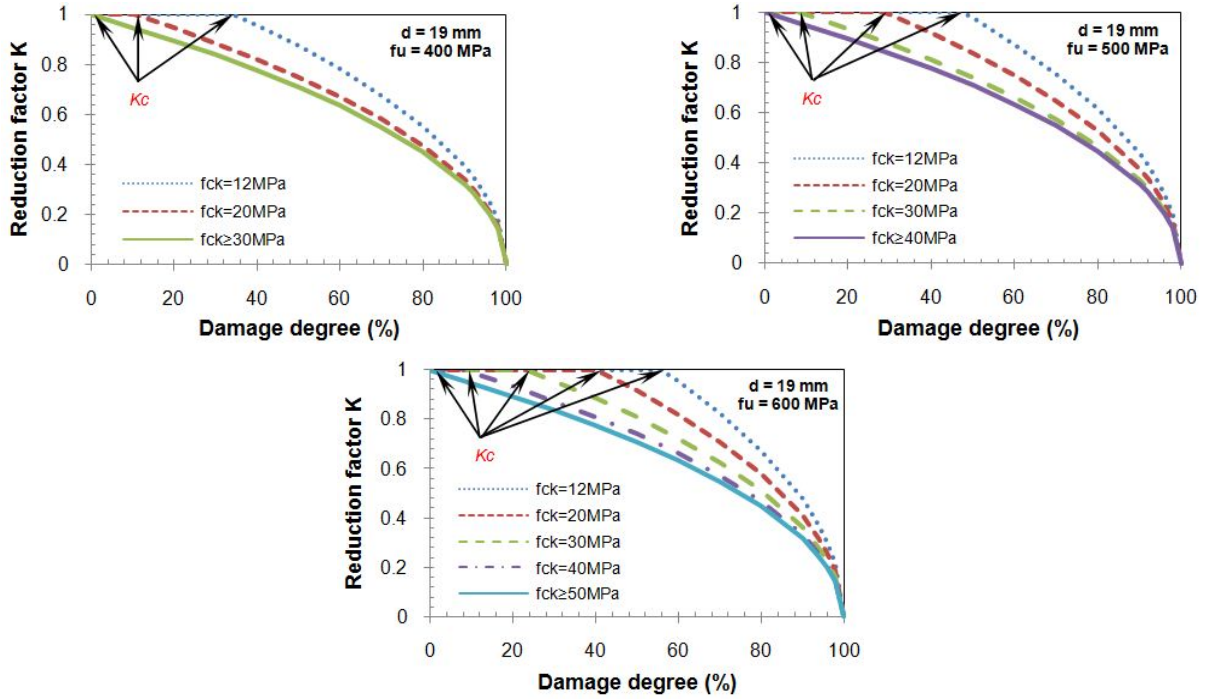 Reduction factor K
1
0.8
0.6
0.4
0.2
0
0 20 40 60 80 100
Damage degree (%)
d = 19 mm
fu = 400 MPa
Kc
fck=12MPa
fck=20MPa
fck≥30MPa
Reduction factor K
1
0.8
0.6
0.4
0.2
0
0 20 40 60 80 100
Damage degree (%)
d = 19 mm
fu = 500 MPa
Kc
fck=12MPa
fck=20MPa
fck=30MPa
fck≥40MPa
Reduction factor K
1
0.8
0.6
0.4
0.2
0
0 20 40 60 80 100
Damage degree (%)
d = 19 mm
fu = 600 MPa
Kc
fck=12MPa
fck=20MPa
fck=30MPa
fck=40MPa
fck≥50MPa